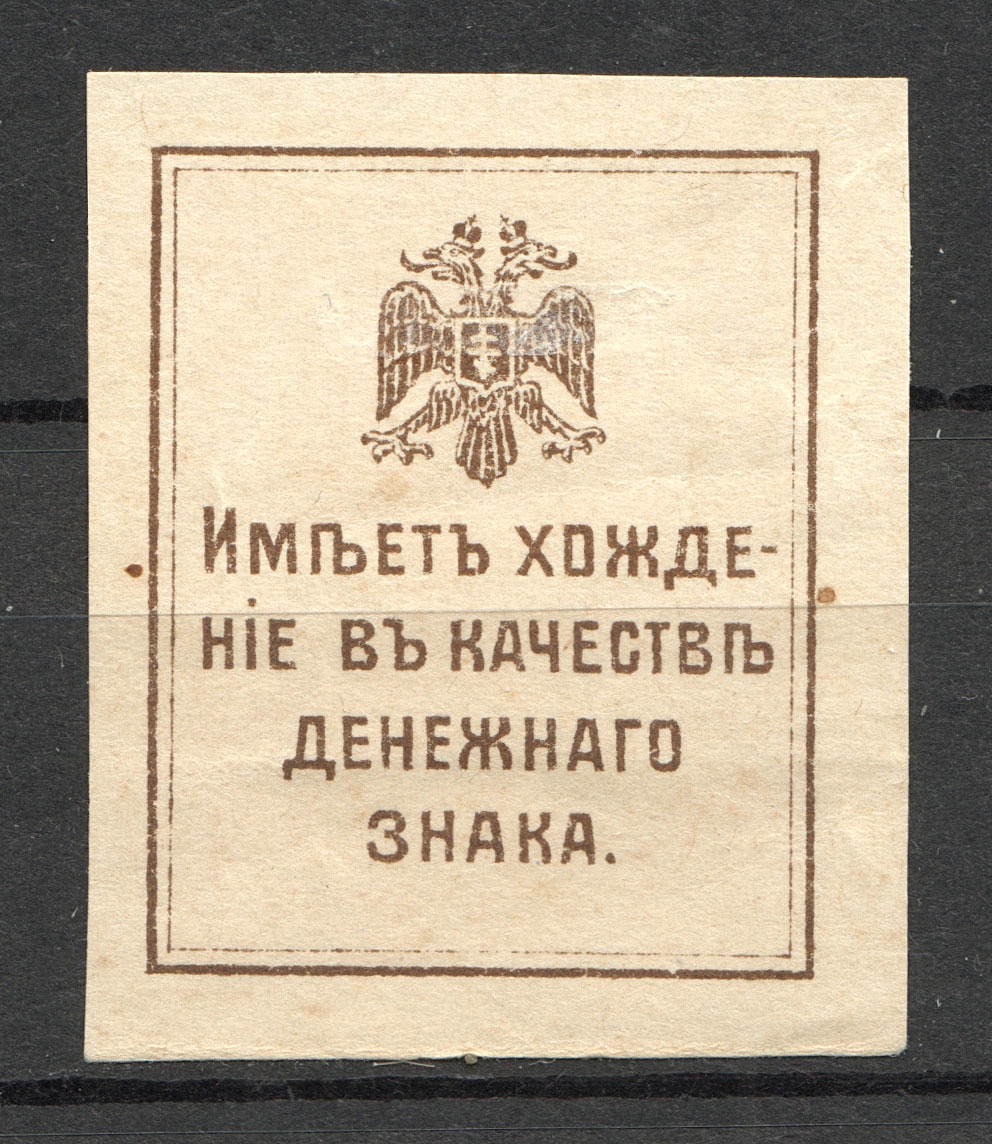 Имѣетъ хожде-
ніе въ качествѣ
денежнаго
знака.